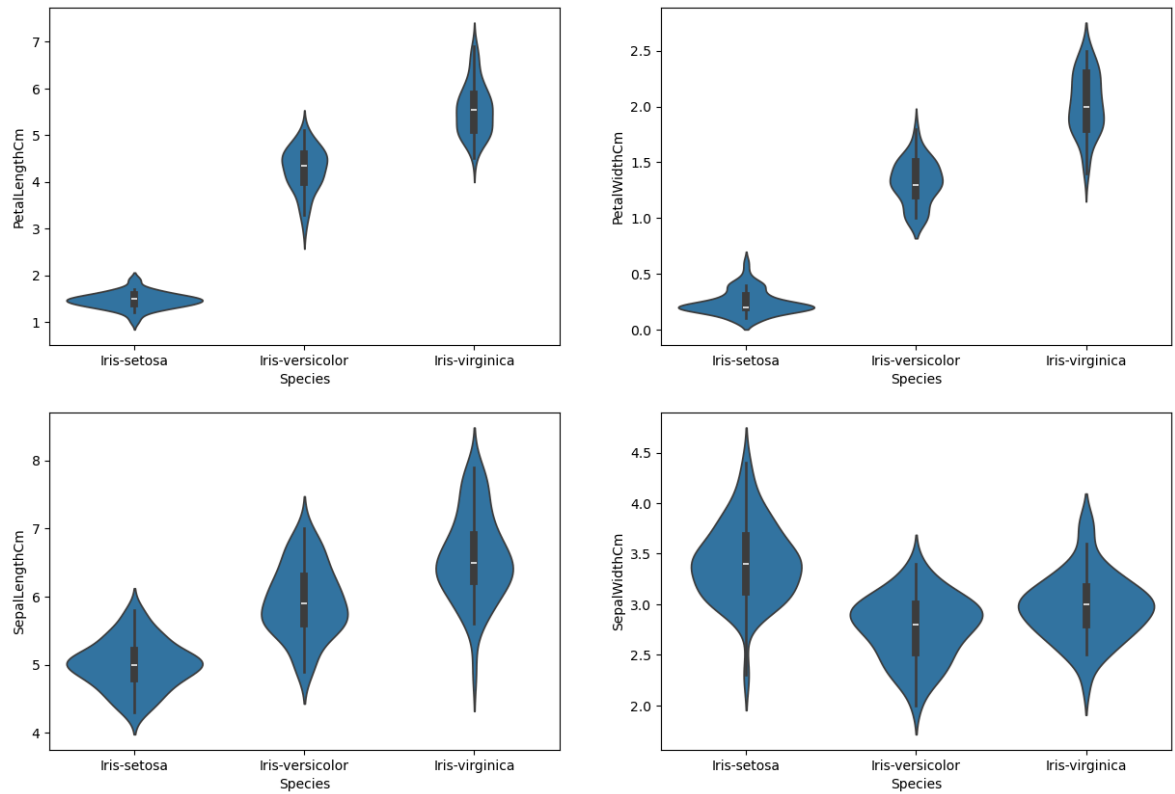 PetalLengthCm
7
6
5
4
3
2
1
Iris-setosa Iris-versicolor Iris-virginica
Species
PetalWidthCm
2.5
2.0
1.5
1.0
0.5
0.0
Iris-setosa Iris-versicolor Iris-virginica
Species
SepalLengthCm
8
7
6
5
4
Iris-setosa Iris-versicolor Iris-virginica
Species
SepalWidthCm
4.5
4.0
3.5
3.0
2.5
2.0
Iris-setosa Iris-versicolor Iris-virginica
Species